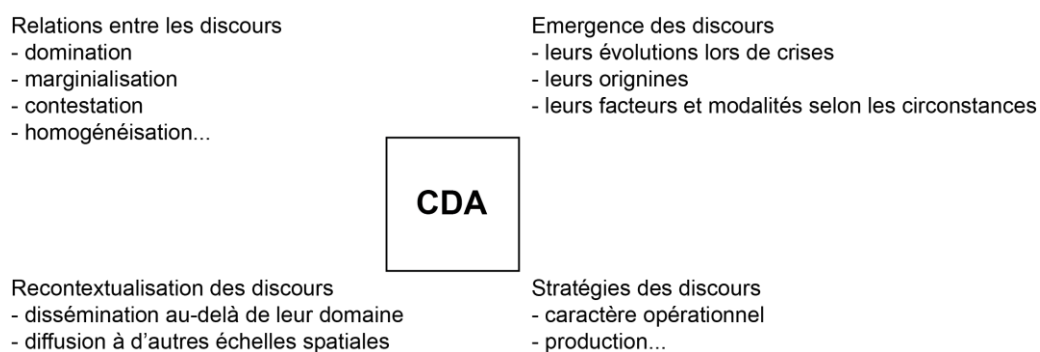 Relations entre les discours
- domination
- marginialisation
- contestation
- homogénéisation...
Emergence des discours
- leurs évolutions lors de crises
- leurs orignines
- leurs facteurs et modalités selon les circonstances
CDA
Recontextualisation des discours
- dissémination au-delà de leur domaine
- diffusion à d'autres échelles spatiales
Stratégies des discours
- caractère opérationnel
- production...